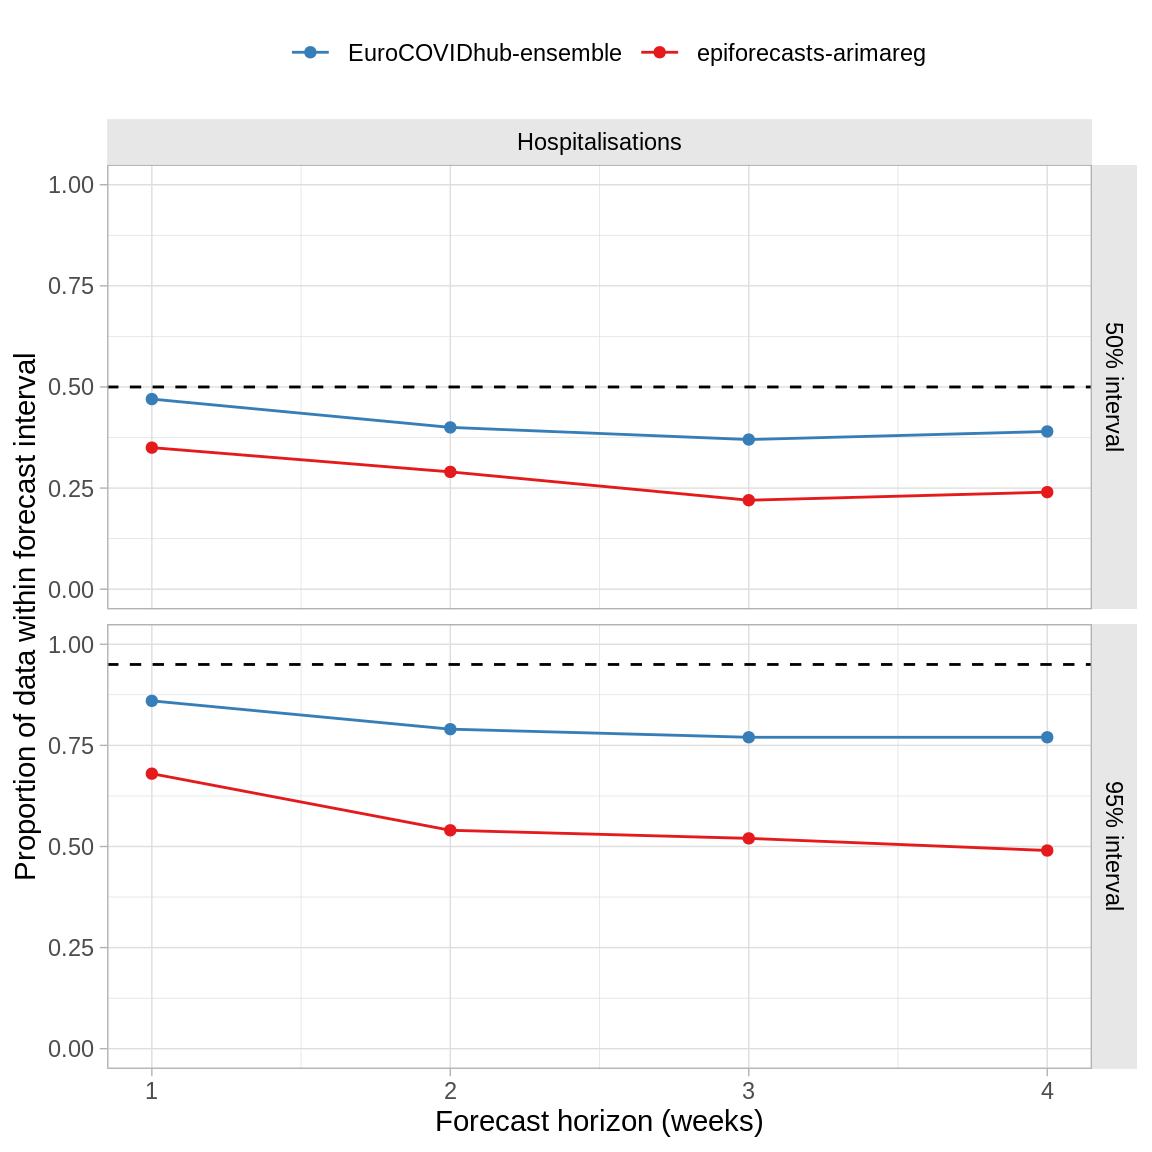 EuroCOVIDhub-ensemble epiforecasts-arimareg
Hospitalisations
1.00
0.75
0.50
0.25
0.00
50% interval
1.00
0.75
0.50
0.25
0.00
95% interval
Proportion of data within forecast interval
1 2 3 4
Forecast horizon (weeks)